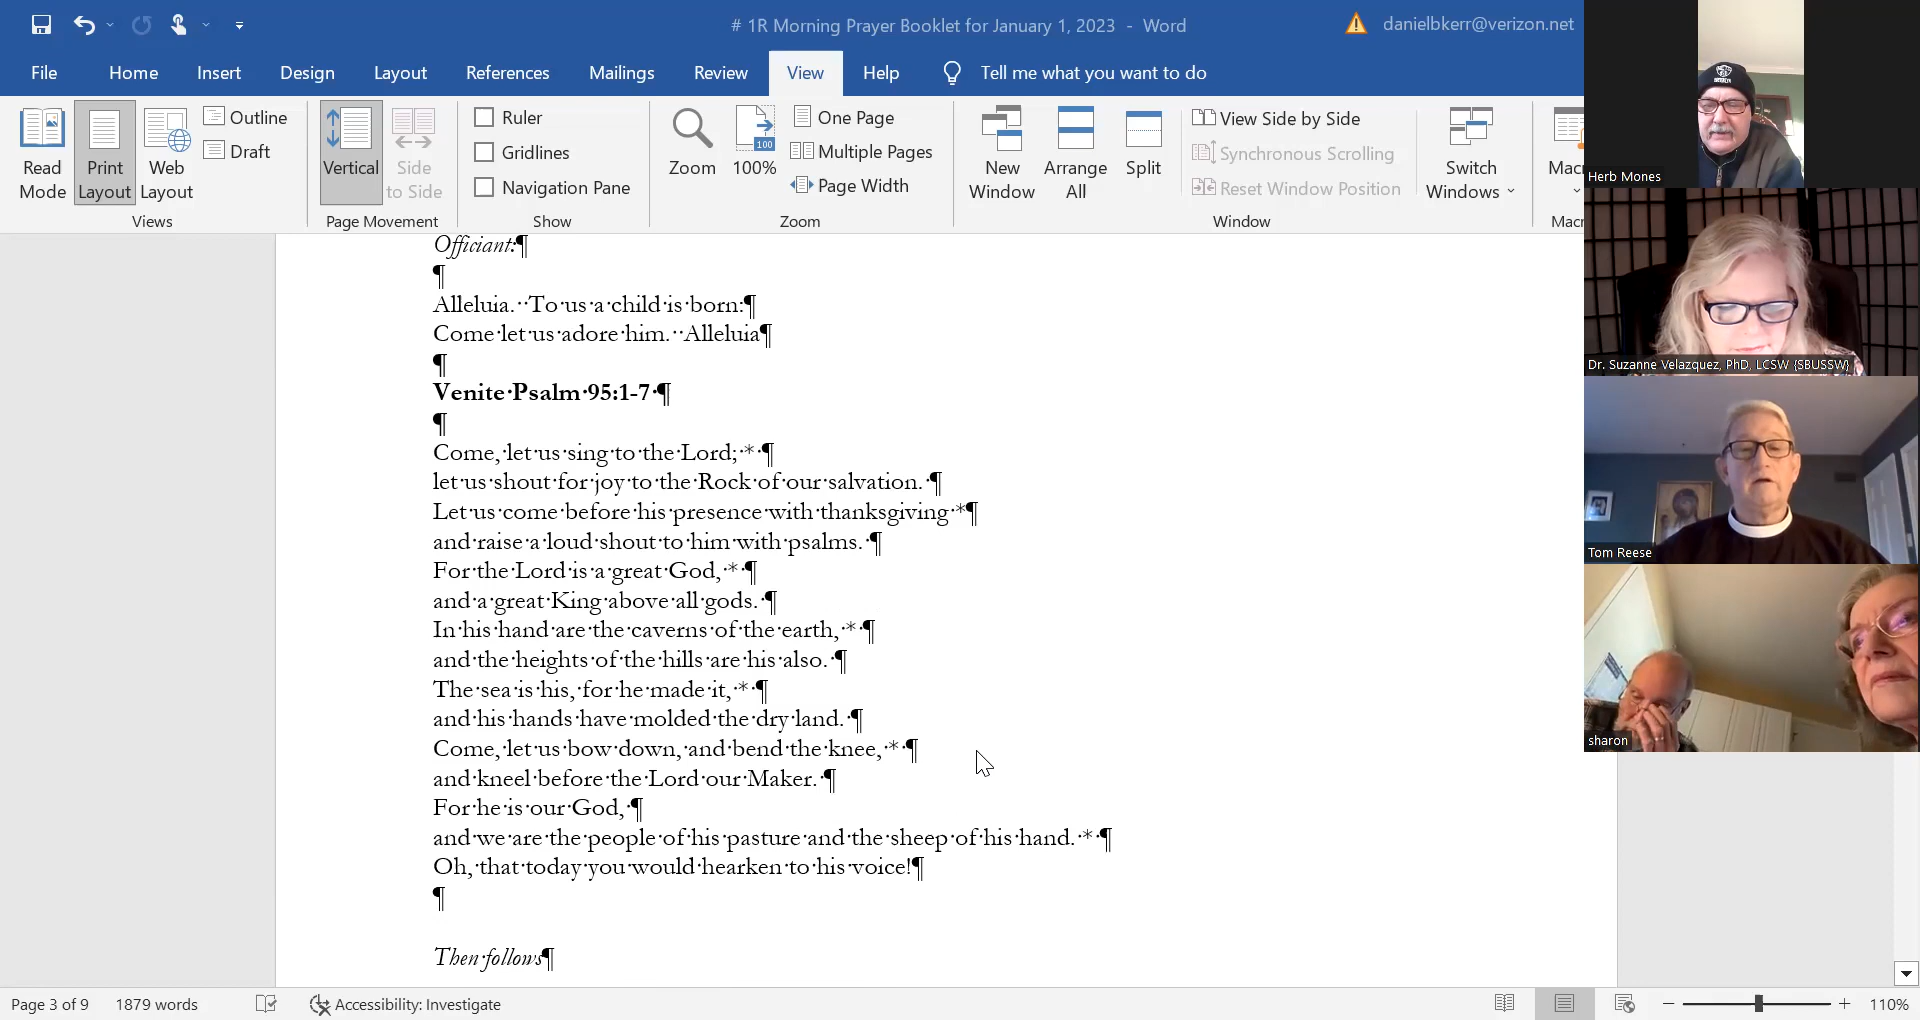 # 1R Morning Prayer Booklet for January 1, 2023 - Word
danielbkerr@verizon.net
File Home Insert Design Layout References Mailings Review View Help Tell me what you want to do
Read Mode
Print Layout
Web Layout
Outline
Draft
Views
Vertical
Side to Side
Page Movement
Ruler
Gridlines
Navigation Pane
Show
Zoom
100
100%
One Page
Multiple Pages
Page Width
Zoom
New Window
Arrange All
Split
View Side by Side
Synchronous Scrolling
Reset Window Position
Window
Switch Windows
Herb Mones
Dr. Suzanne Velazquez, PhD, LCSW {SBUSSW}
Tom Reese
sharon
Officiant:¶
¶
Alleluia.··To·us·a·child·is·born:¶
Come·let·us·adore·him.··Alleluia¶
¶
Venite·Psalm·95:1-7·¶
¶
Come,·let·us·sing·to·the·Lord;·*·¶
let·us·shout·for·joy·to·the·Rock·of·our·salvation.·¶
Let·us·come·before·his·presence·with·thanksgiving·*¶
and·raise·a·loud·shout·to·him·with·psalms.·¶
For·the·Lord·is·a·great·God,·*·¶
and·a·great·King·above·all·gods.·¶
In·his·hand·are·the·caverns·of·the·earth,·*·¶
and·the·heights·of·the·hills·are·his·also.·¶
The·sea·is·his,·for·he·made·it,·*·¶
and·his·hands·have·molded·the·dry·land.·¶
Come,·let·us·bow·down,·and·bend·the·knee,·*·¶
and·kneel·before·the·Lord·our·Maker.·¶
For·he·is·our·God,·¶
and·we·are·the·people·of·his·pasture·and·the·sheep·of·his·hand.·*·¶
Oh,·that·today·you·would·hearken·to·his·voice!¶
¶
Then·follows¶
Page 3 of 9
1879 words
Accessibility: Investigate
110%